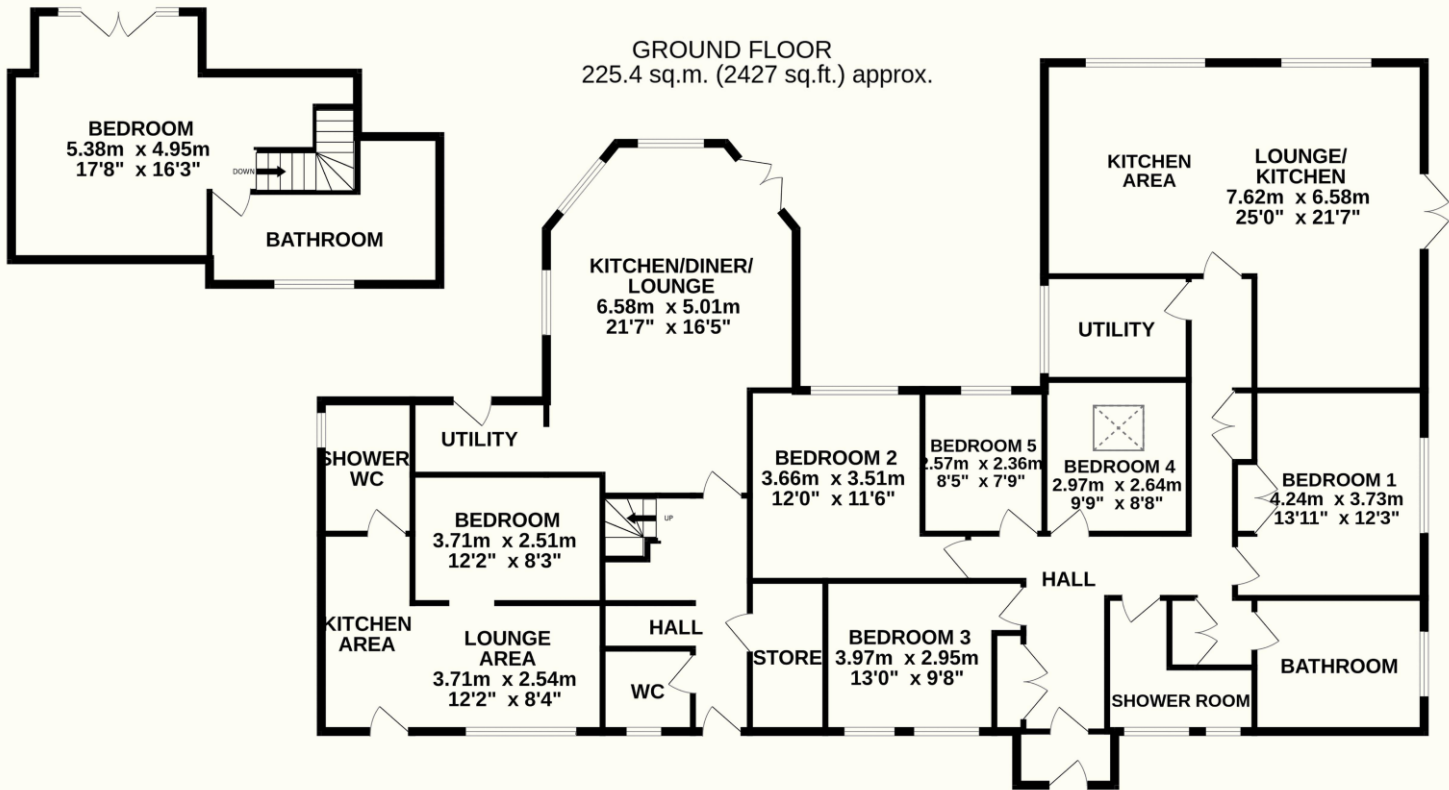 GROUND FLOOR
225.4 sq.m. (2427 sq.ft.) approx.
BEDROOM
5.38m x 4.95m
17'8" x 16'3"
DOWN
BATHROOM
KITCHEN/DINER/
LOUNGE
6.58m x 5.01m
21'7" x 16'5"
KITCHEN
AREA
LOUNGE/
KITCHEN
7.62m x 6.58m
25'0" x 21'7"
UTILITY
UTILITY
SHOWER
WC
BEDROOM
3.71m x 2.51m
12'2" x 8'3"
UP
BEDROOM 2
3.66m x 3.51m
12'0" x 11'6"
BEDROOM 5
2.57m x 2.36m
8'5" x 7'9"
BEDROOM 4
2.97m x 2.64m
9'9" x 8'8"
BEDROOM 1
4.24m x 3.73m
13'11" x 12'3"
HALL
KITCHEN
AREA
LOUNGE
AREA
3.71m x 2.54m
12'2" x 8'4"
HALL
WC
STORE
BEDROOM 3
3.97m x 2.95m
13'0" x 9'8"
SHOWER ROOM
BATHROOM